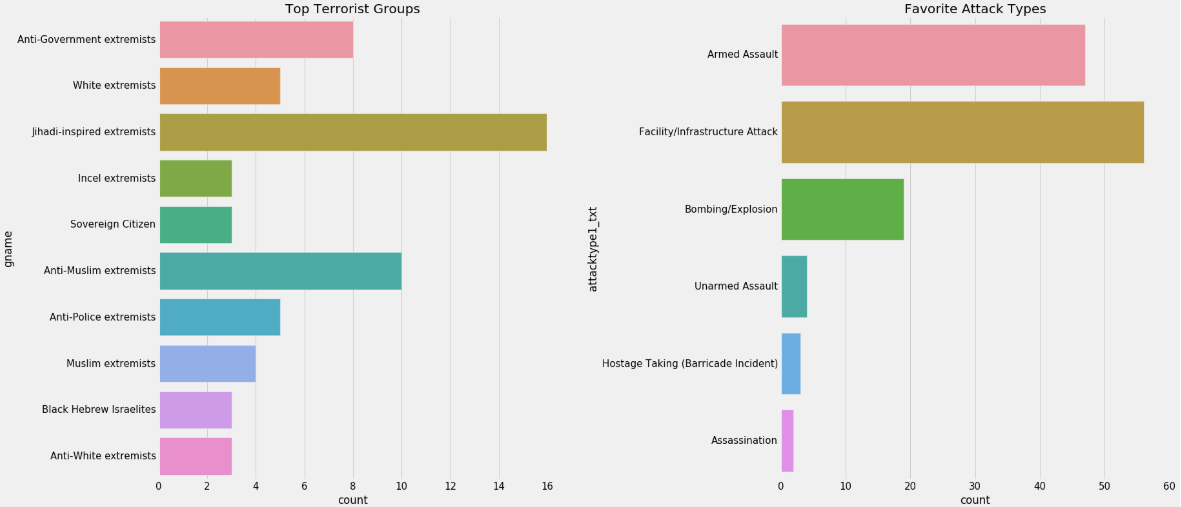 Top Terrorist Groups
gname
Anti-Government extremists
White extremists
Jihadi-inspired extremists
Incel extremists
Sovereign Citizen
Anti-Muslim extremists
Anti-Police extremists
Muslim extremists
Black Hebrew Israelites
Anti-White extremists
0 2 4 6 8 10 12 14 16
count
Favorite Attack Types
attacktype1_txt
Armed Assault
Facility/Infrastructure Attack
Bombing/Explosion
Unarmed Assault
Hostage Taking (Barricade Incident)
Assassination
0 10 20 30 40 50 60
count